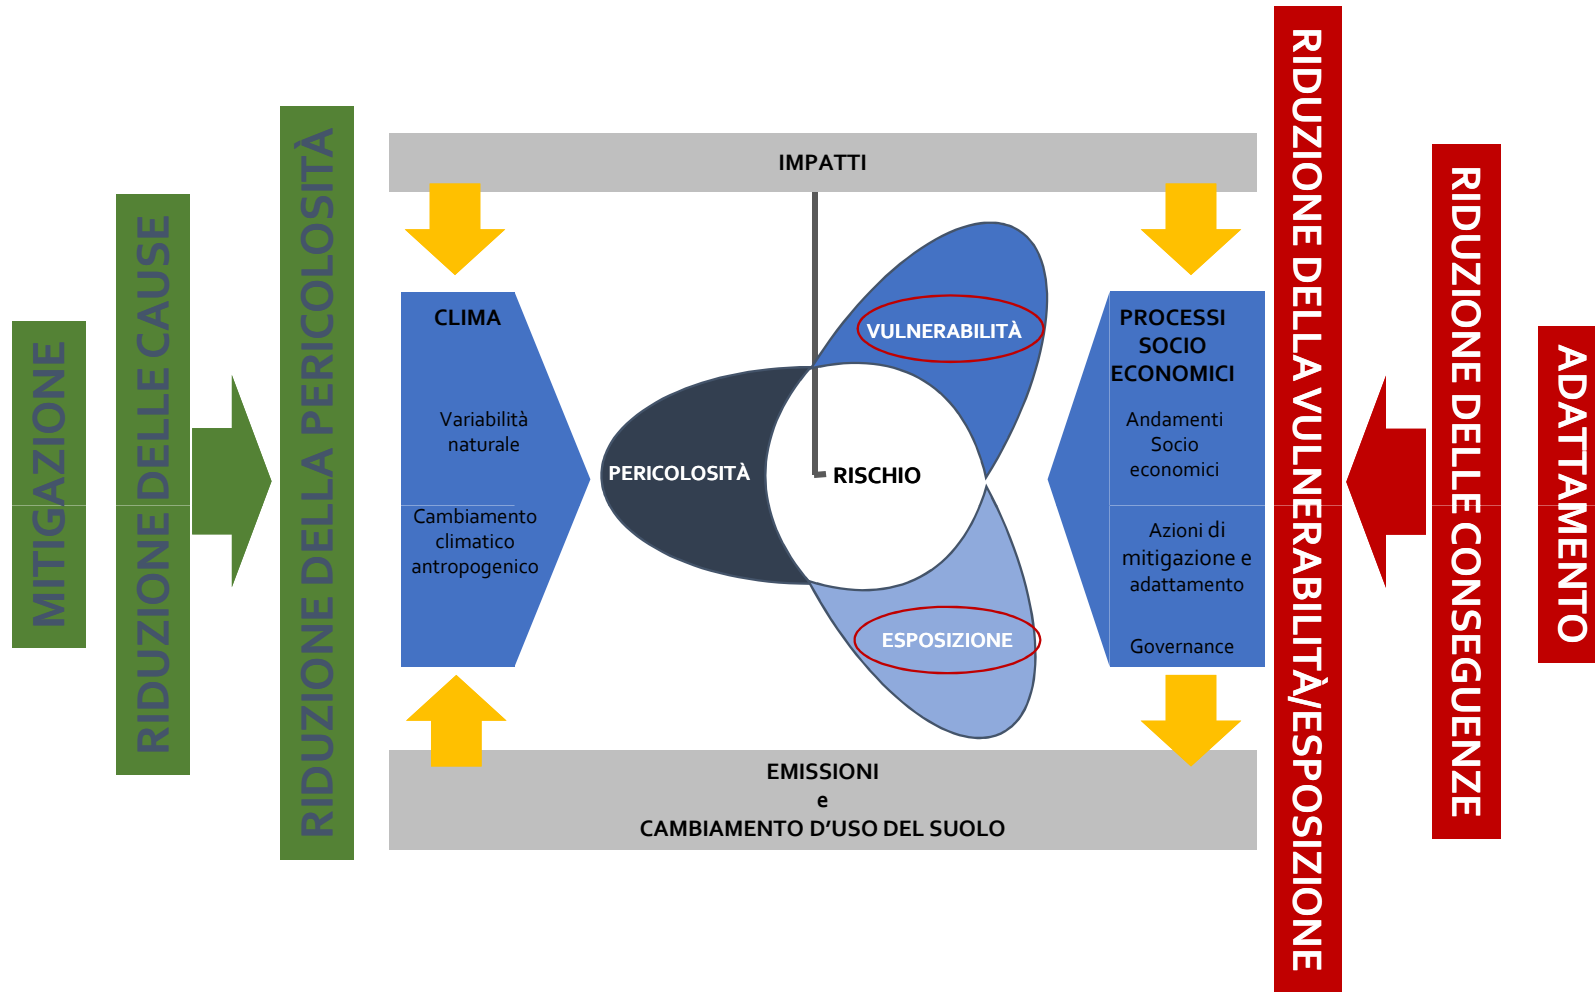 MITIGAZIONE
RIDUZIONE DELLE CAUSE
RIDUZIONE DELLA PERICOLOSITÀ
IMPATTI
CLIMA
Variabilità
naturale
Cambiamento
climatico
antropogenico
PERICOLOSITÀ
VULNERABILITÀ
RISCHIO
ESPOSIZIONE
PROCESSI
SOCIO
ECONOMICI
Andamenti
Socio
economici
Azioni di
mitigazione e
adattamento
Governance
EMISSIONI
e
CAMBIAMENTO D'USO DEL SUOLO
RIDUZIONE DELLA VULNERABILITÀ/ESPOSIZIONE
RIDUZIONE DELLE CONSEGUENZE
ADATTAMENTO